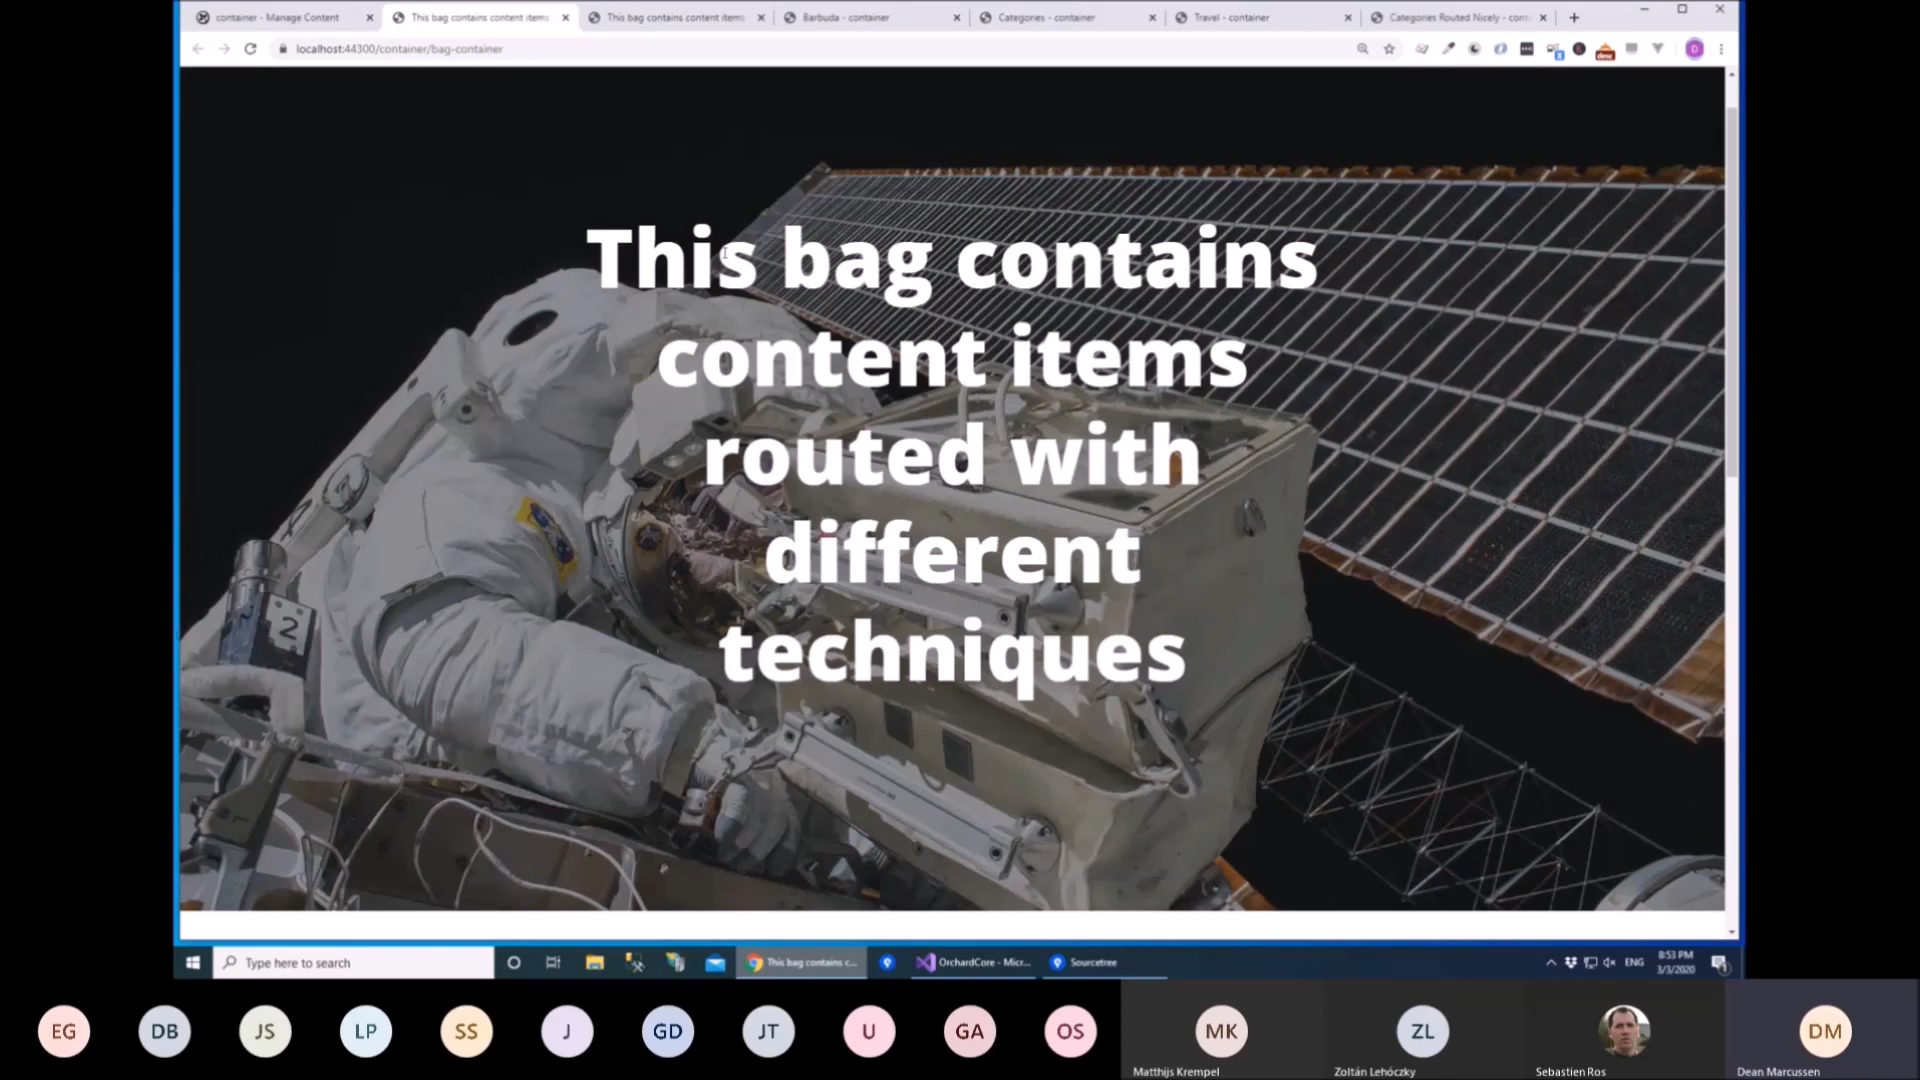 container - Manage Content
This bag contains content items
This bag contains content items
Barbuda - container
Categories - container
Travel - container
Categories Routed Nicely - cont
localhost:44300/container/bag-container
This bag contains
content items
routed with
different
techniques
2
Type here to search
This bag contains c...
OrchardCore - Micr...
Sourcetree
ENG
8:53 PM
3/3/2020
EG
DB
JS
LP
SS
J
GD
JT
U
GA
OS
MK
ZL
DM
Matthijs Krempel
Zoltán Lehóczky
Sebastien Ros
Dean Marcussen